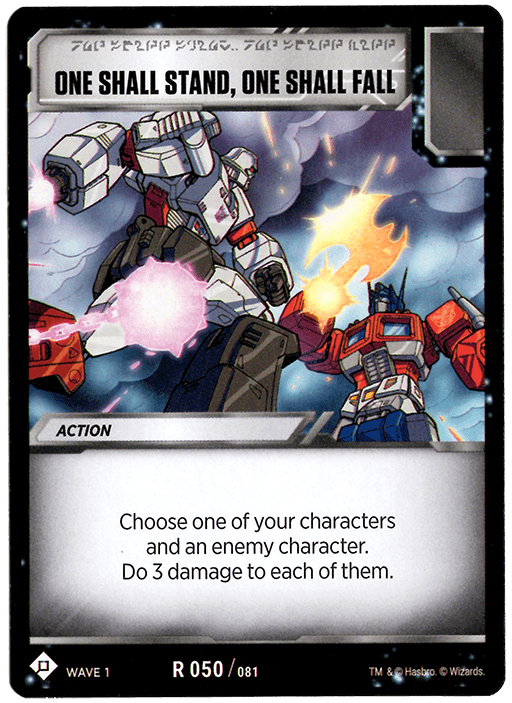 ONE SHALL STAND, ONE SHALL FALL
ACTION
Choose one of your characters
and an enemy character.
Do 3 damage to each of them.
WAVE 1
R 050/081
TM & © Hasbro. © Wizards.